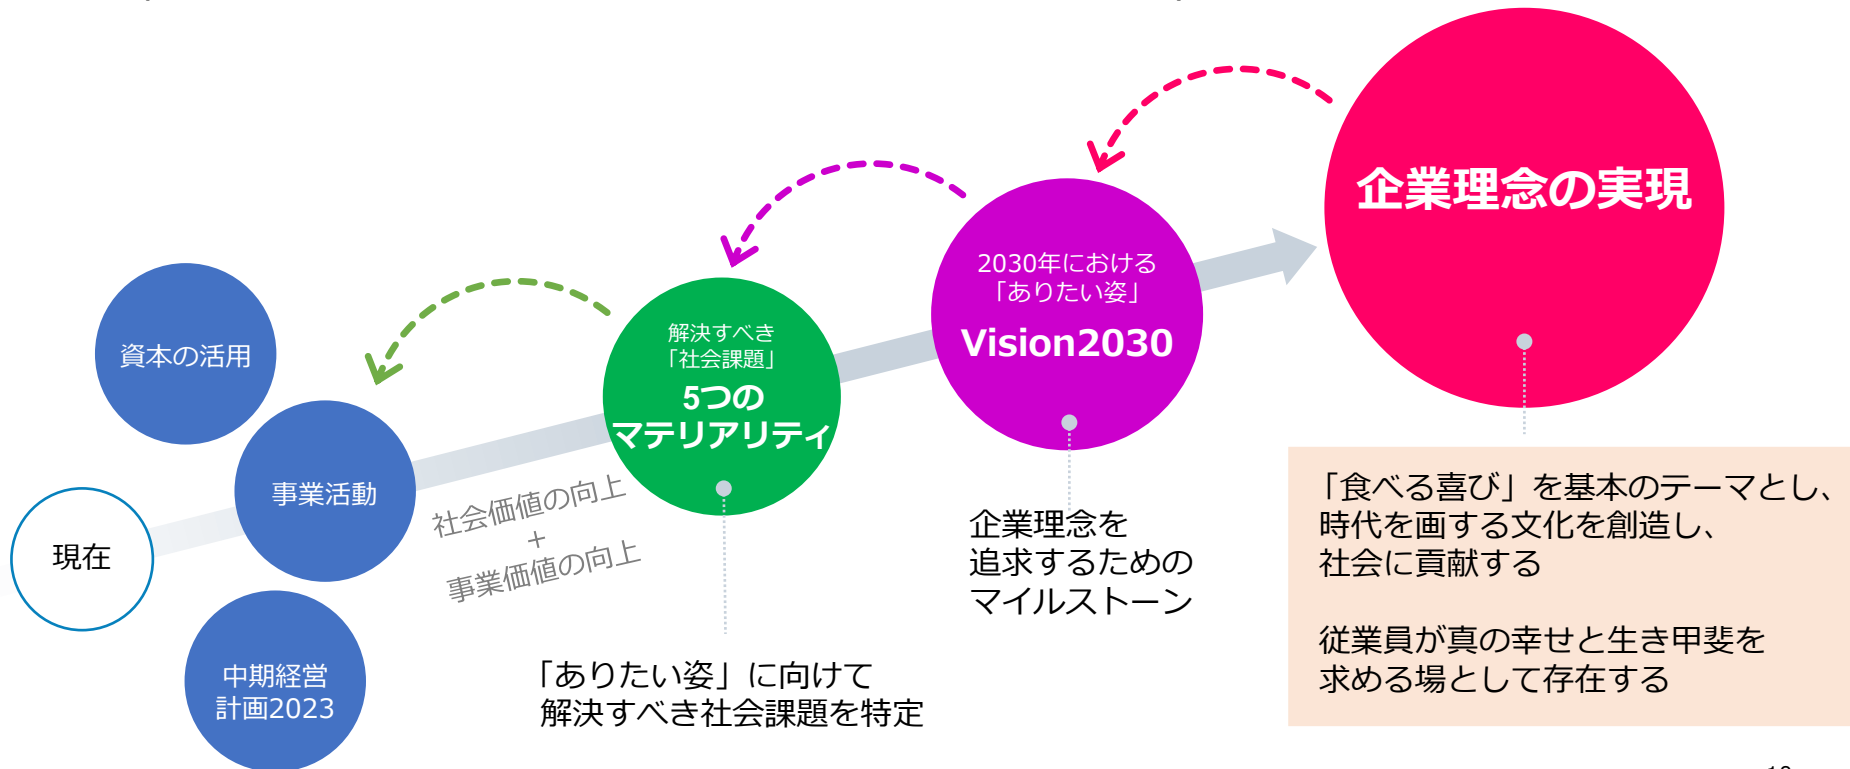 企業理念の実現
2030年における
「ありたい姿」
Vision2030
解決すべき
「社会課題」
5つの
マテリアリティ
資本の活用
事業活動
現在
中期経営
計画2023
社会価値の向上
+
事業価値の向上
「ありたい姿」に向けて
解決すべき社会課題を特定
企業理念を
追求するための
マイルストーン
「食べる喜び」を基本のテーマとし、
時代を画する文化を創造し、
社会に貢献する
従業員が真の幸せと生き甲斐を
求める場として存在する